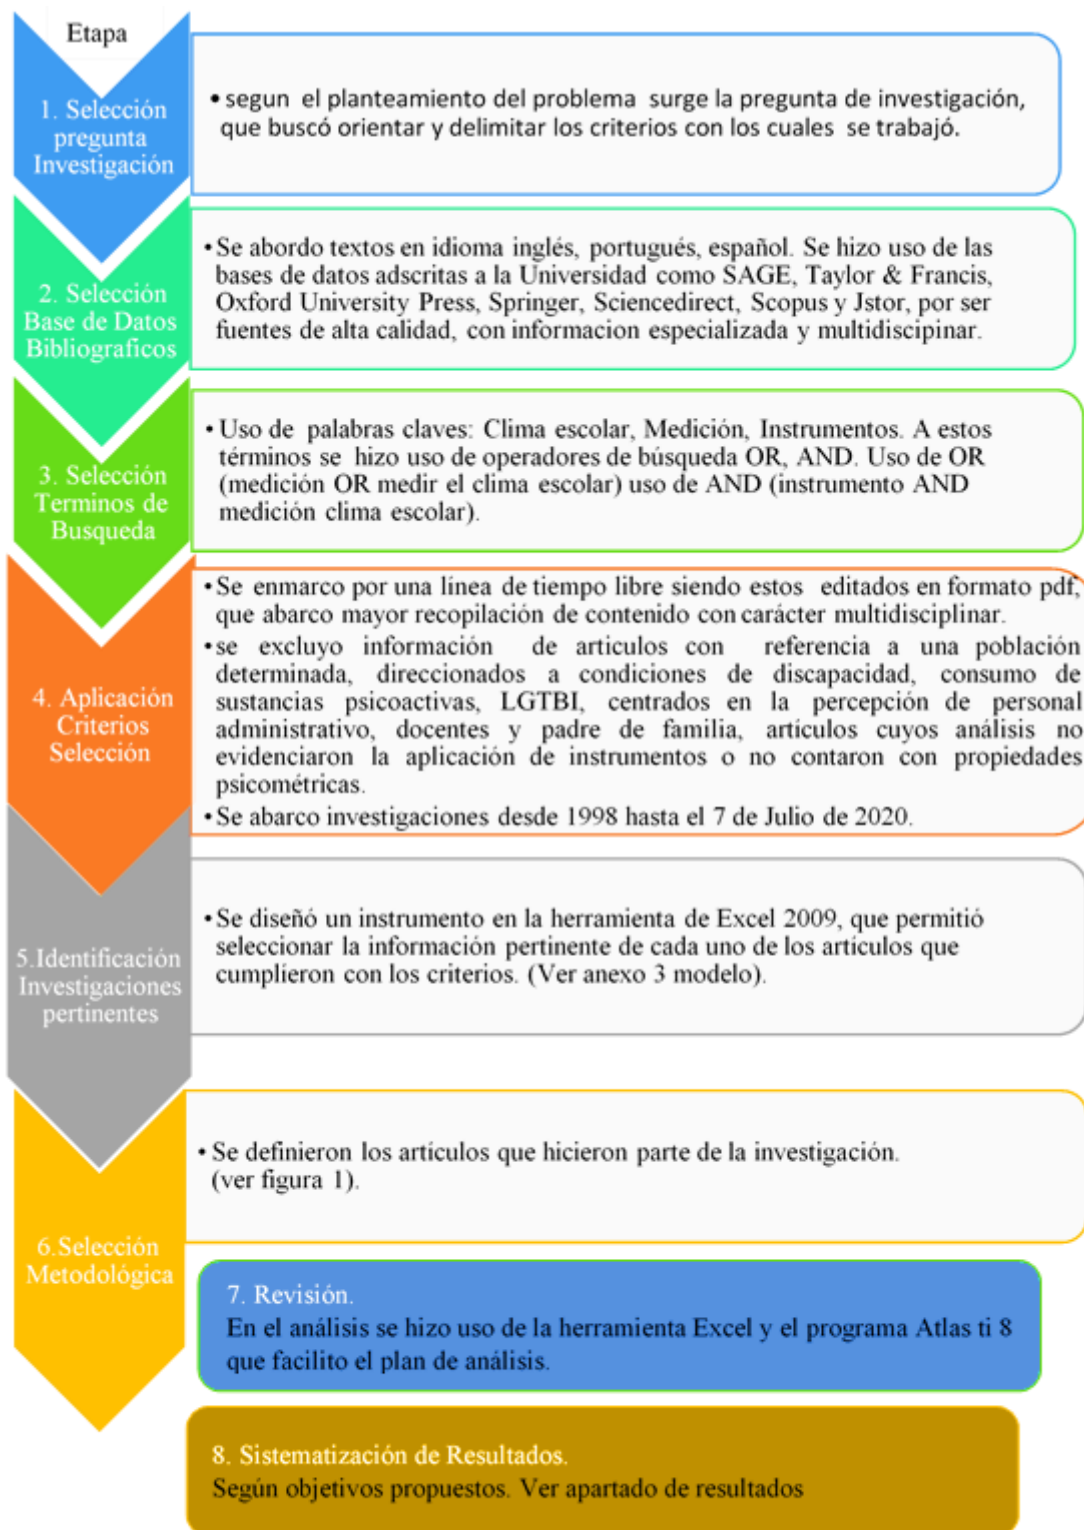 Etapa
1. Selección
pregunta
Investigación
• segun el planteamiento del problema surge la pregunta de investigación,
que buscó orientar y delimitar los criterios con los cuales se trabajó.
2. Selección
Base de Datos
Bibliograficos
• Se abordo textos en idioma inglés, portugués, español. Se hizo uso de las
bases de datos adscritas a la Universidad como SAGE, Taylor & Francis,
Oxford University Press, Springer, Sciencedirect, Scopus y Jstor, por ser
fuentes de alta calidad, con informacion especializada y multidiscipinar.
3. Selección
Terminos de
Busqueda
• Uso de palabras claves: Clima escolar, Medición, Instrumentos. A estos
términos se hizo uso de operadores de búsqueda OR, AND. Uso de OR
(medición OR medir el clima escolar) uso de AND (instrumento AND
medición clima escolar).
4. Aplicación
Criterios
Selección
• Se enmarco por una línea de tiempo libre siendo estos editados en formato pdf,
que abarco mayor recopilación de contenido con carácter multidisciplinar.
• se excluyo información de articulos con referencia a una población
determinada, direccionados a condiciones de discapacidad, consumo de
sustancias psicoactivas, LGTBI, centrados en la percepción de personal
administrativo, docentes y padre de familia, artículos cuyos análisis no
evidenciaron la aplicación de instrumentos o no contaron con propiedades
psicométricas.
• Se abarco investigaciones desde 1998 hasta el 7 de Julio de 2020.
5.Identificación
Investigaciones
pertinentes
• Se diseñó un instrumento en la herramienta de Excel 2009, que permitió
seleccionar la información pertinente de cada uno de los artículos que
cumplieron con los criterios. (Ver anexo 3 modelo).
6.Selección
Metodológica
• Se definieron los artículos que hicieron parte de la investigación.
(ver figura 1).
7. Revisión.
En el análisis se hizo uso de la herramienta Excel y el programa Atlas ti 8
que facilito el plan de análisis.
8. Sistematización de Resultados.
Según objetivos propuestos. Ver apartado de resultados